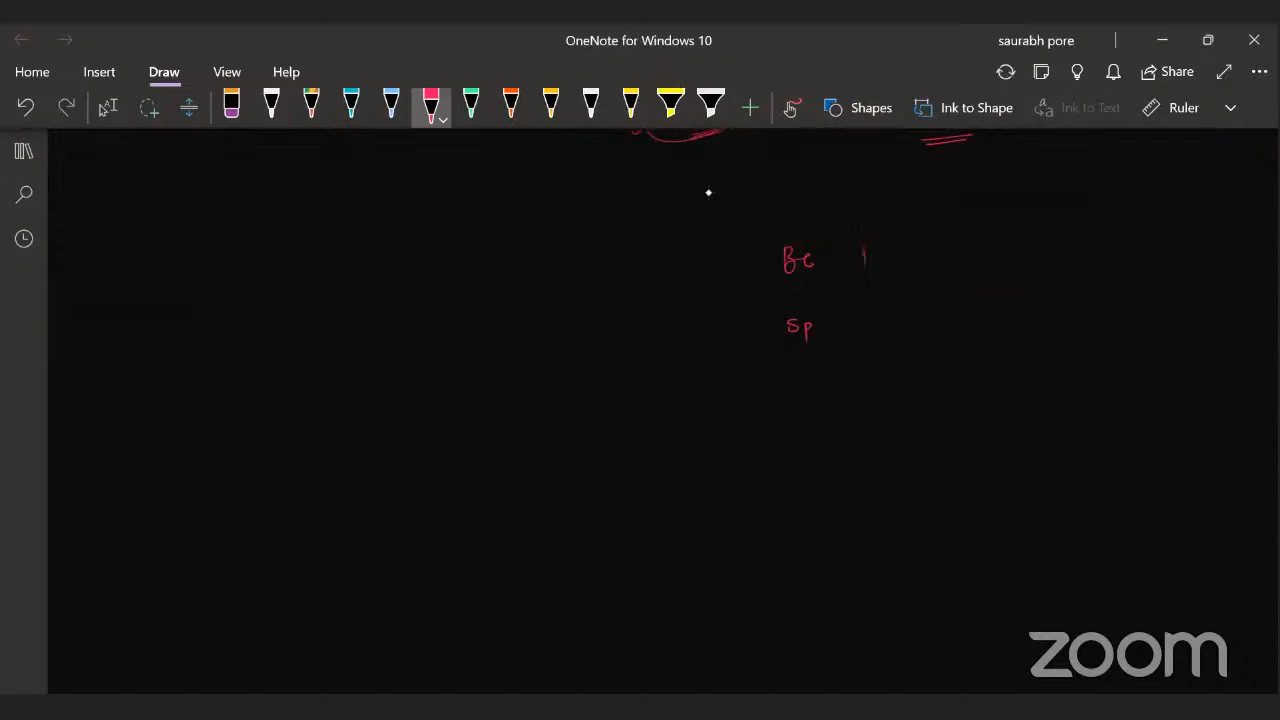 OneNote for Windows 10
saurabh pore
Home Insert Draw View Help
Share
Shapes Ink to Shape Ink to Text Ruler
Be 1
Sp
zoom